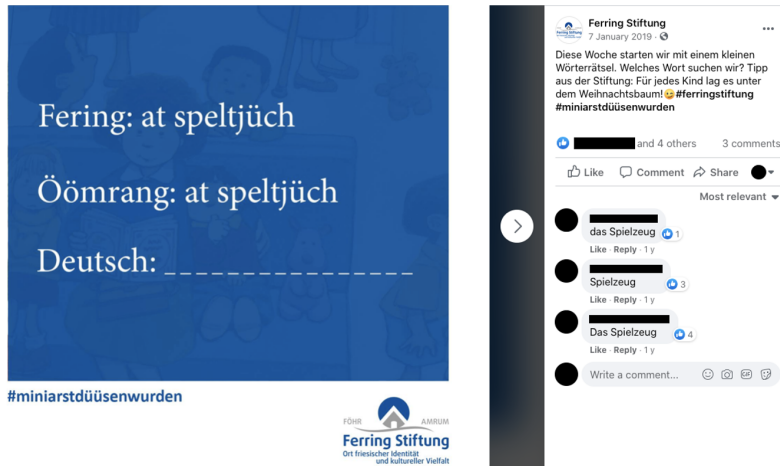 Fering: at speltjüch
Öömrang: at speltjüch
Deutsch: _ _ _ _ _ _ _ _ _ _ _ _ _ _ _
#miniarstdüüsenwurden
FÖHR AMRUM
Ferring Stiftung
Ort friesischer Identität
und kultureller Vielfalt
Ferring Stiftung
7 January 2019 ·
Diese Woche starten wir mit einem kleinen
Wörterrätsel. Welches Wort suchen wir? Tipp
aus der Stiftung: Für jedes Kind lag es unter
dem Weihnachtsbaum!😉#ferringstiftung
#miniarstdüüsenwurden
and 4 others 3 comments
Like Comment Share
Most relevant
das Spielzeug 1
Like · Reply · 1 y
Spielzeug 3
Like · Reply · 1 y
Das Spielzeug 4
Like · Reply · 1 y
Write a comment... GIF